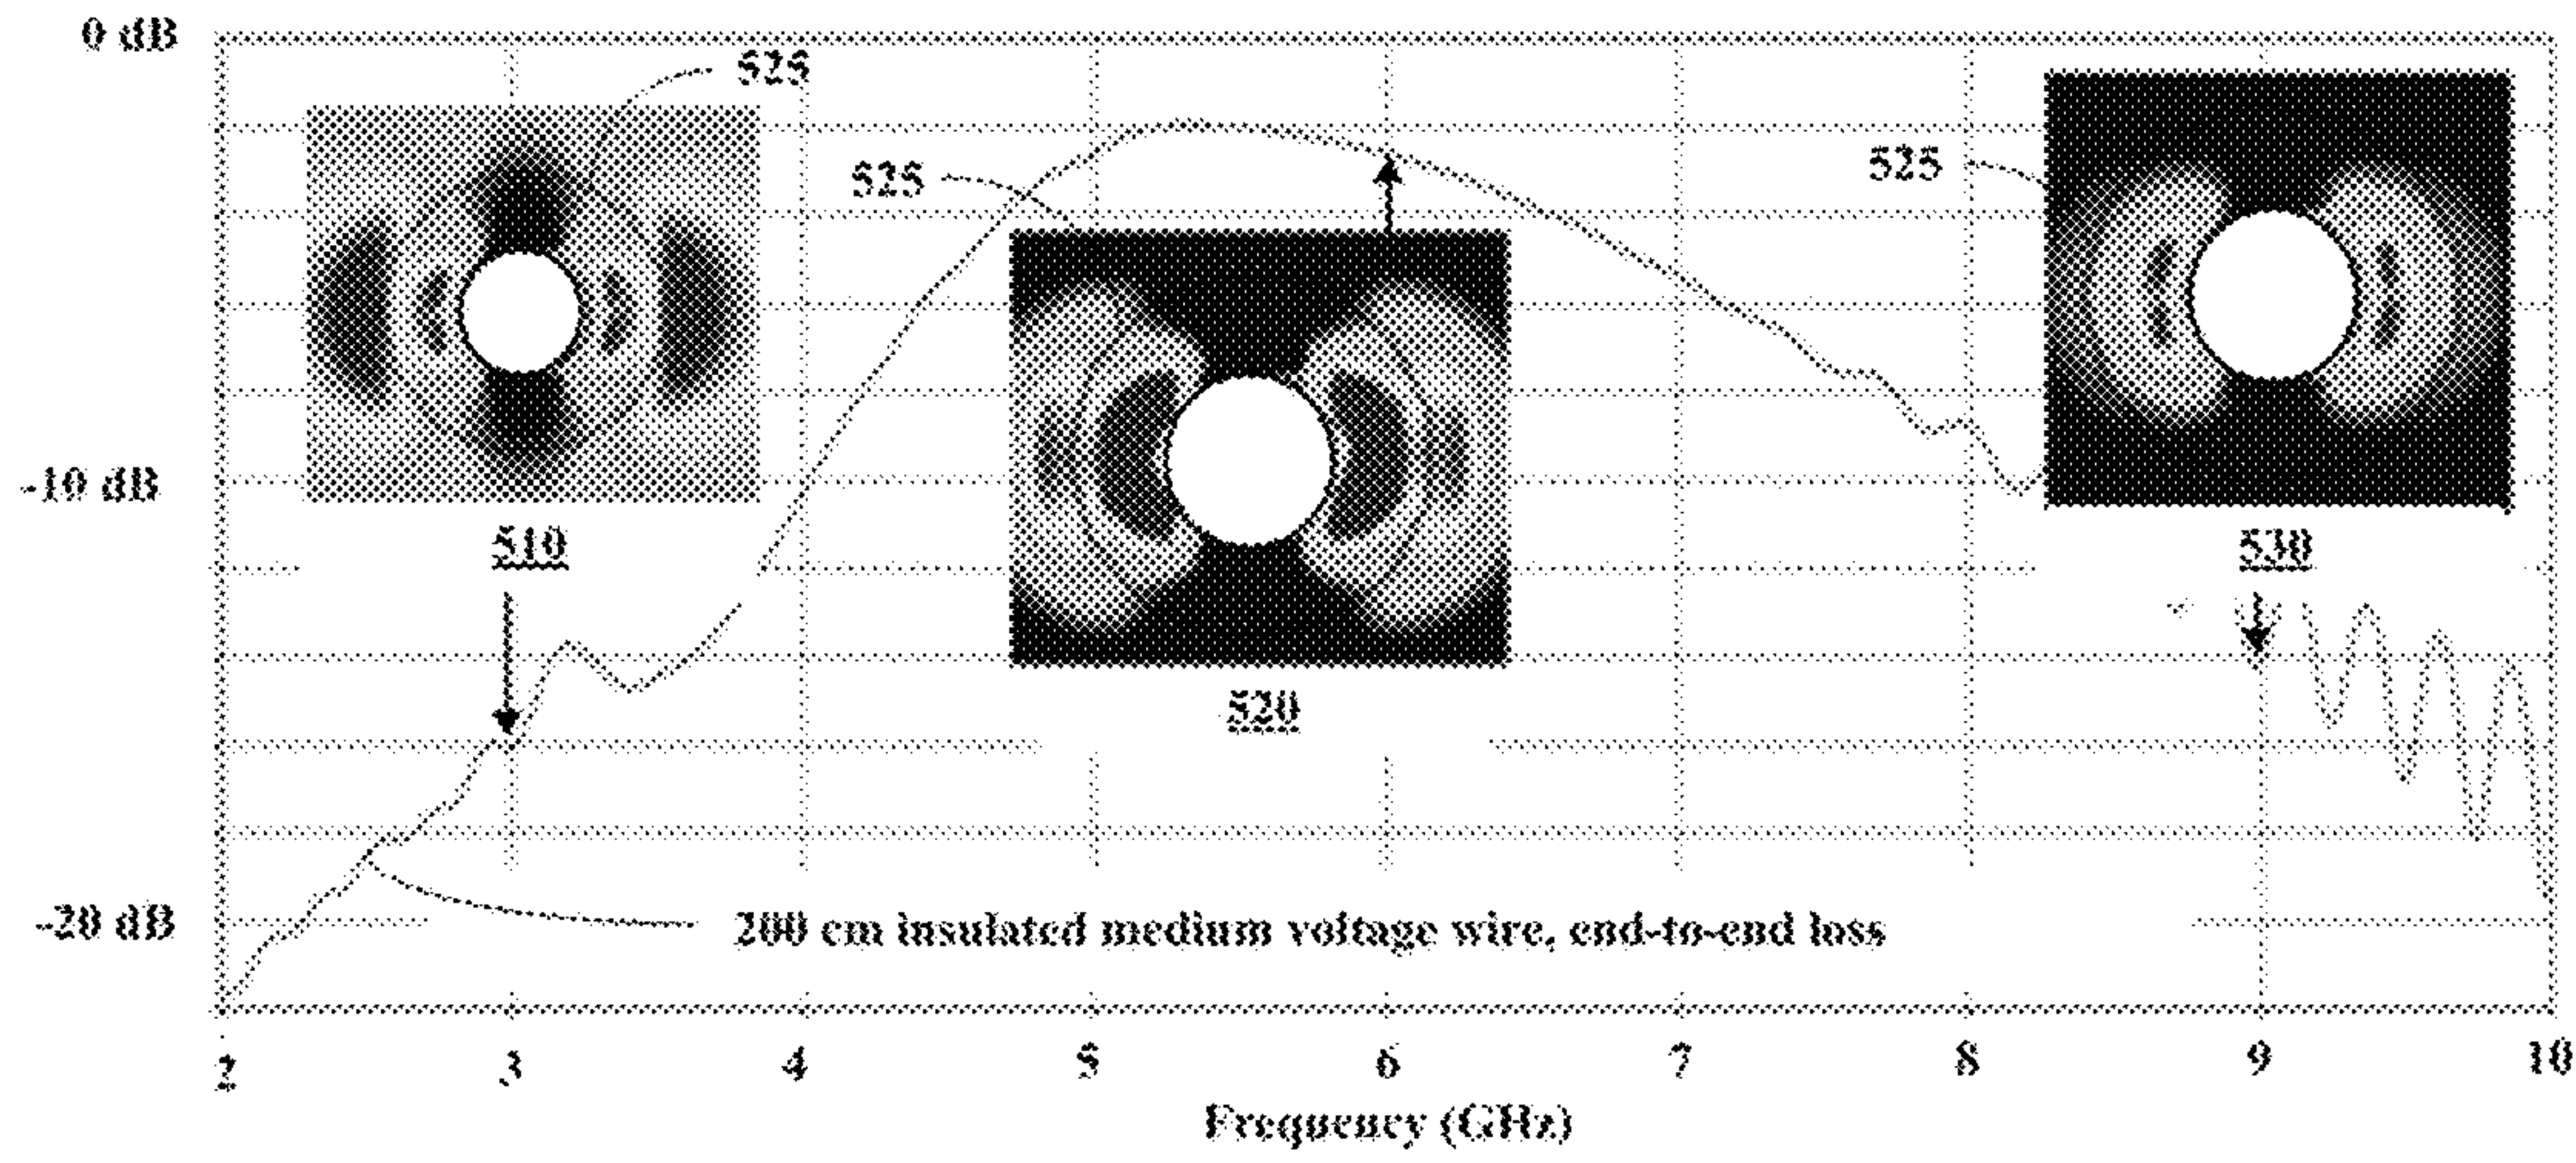 0 dB
525
525
525
-10 dB
510
530
520
-20 dB
200 cm insulated medium voltage wire, end-to-end loss
2 3 4 5 6 7 8 9 10
Frequency (GHz)